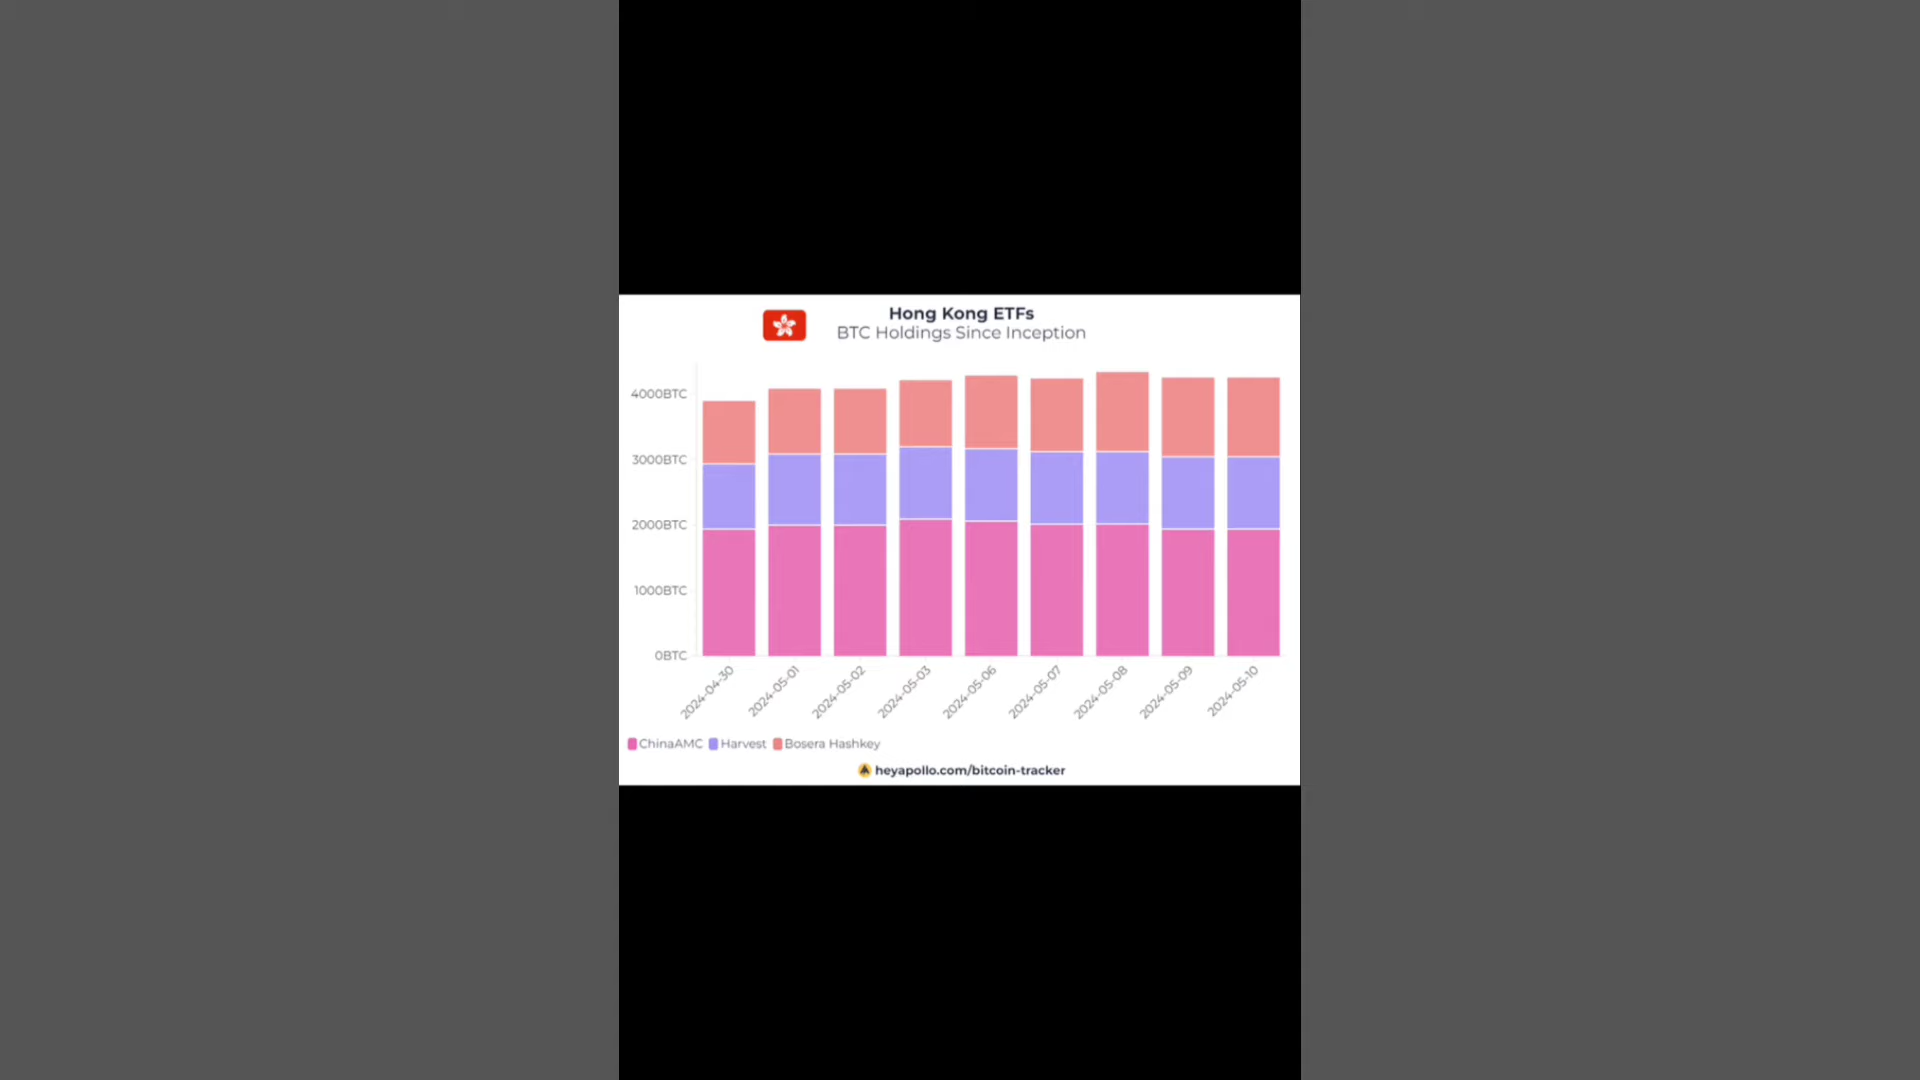 Hong Kong ETFs
BTC Holdings Since Inception
4000BTC
3000BTC
2000BTC
1000BTC
0BTC
2024-04-30
2024-05-01
2024-05-02
2024-05-03
2024-05-06
2024-05-07
2024-05-08
2024-05-09
2024-05-10
ChinaAMC Harvest Bosera Hashkey
heyapollo.com/bitcoin-tracker